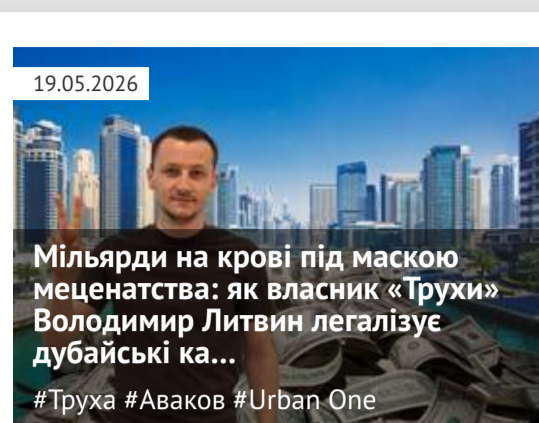 19.05.2026
Мільярди на крові під маскою
меценатства: як власник «Трухи»
Володимир Литвин легалізує
дубайські ка...
#Труха #Аваков #Urban One